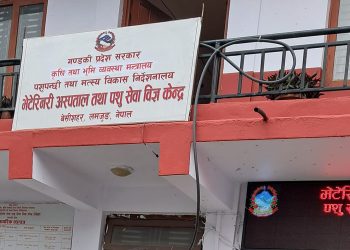 गण्डकी प्रदेश सरकार
कृषि तथा भूमि व्यवस्था मन्त्रालय
पशुपन्छी तथा मत्स्य विकास निर्देशनालय
भेटेरिनरी अस्पताल तथा पशु सेवा विज्ञ केन्द्र
बेसीशहर, लमजुङ, नेपाल
भेटेरि
पशु से